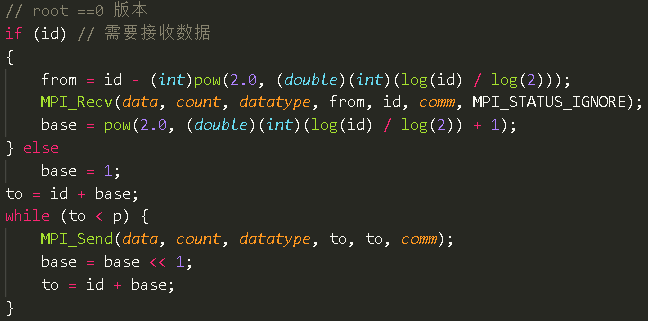 // root ==0 版本
if (id) // 需要接收数据
{
from = id - (int)pow(2.0, (double)(int)(log(id) / log(2)));
MPI_Recv(data, count, datatype, from, id, comm, MPI_STATUS_IGNORE);
base = pow(2.0, (double)(int)(log(id) / log(2)) + 1);
} else
base = 1;
to = id + base;
while (to < p) {
MPI_Send(data, count, datatype, to, to, comm);
base = base << 1;
to = id + base;
}